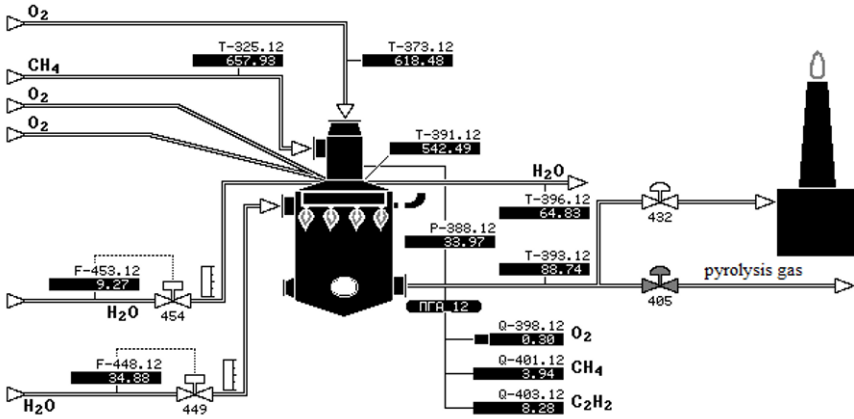 O₂
T-325.12
657.93
T-373.12
618.48
CH₄
O₂
O₂
T-391.12
542.49
H₂O
T-396.12
64.83
432
P-388.12
33.97
F-453.12
9.27
T-393.12
88.74
pyrolysis gas
H₂O
454
ПГА 12
405
Q-398.12
0.30
O₂
F-448.12
34.88
Q-401.12
3.94
CH₄
Q-403.12
8.28
C₂H₂
H₂O
449